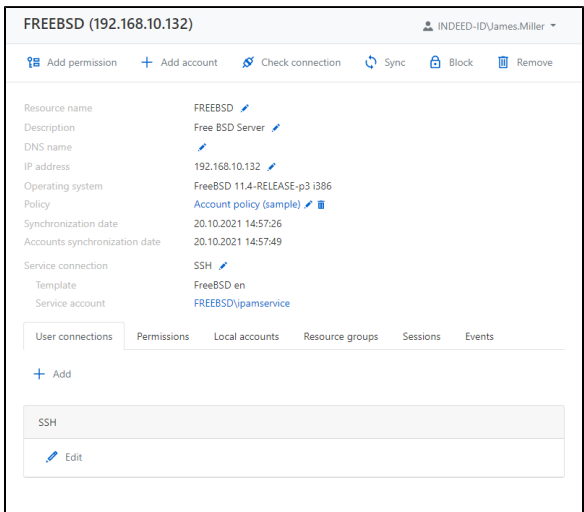 FREEBSD (192.168.10.132)
INDEED-ID\James.Miller
Add permission Add account Check connection Sync Block Remove
Resource name FREEBSD
Description Free BSD Server
DNS name
IP address 192.168.10.132
Operating system FreeBSD 11.4-RELEASE-p3 i386
Policy Account policy (sample)
Synchronization date 20.10.2021 14:57:26
Accounts synchronization date 20.10.2021 14:57:49
Service connection SSH
Template FreeBSD en
Service account FREEBSD\ipamservice
User connections Permissions Local accounts Resource groups Sessions Events
Add
SSH
Edit